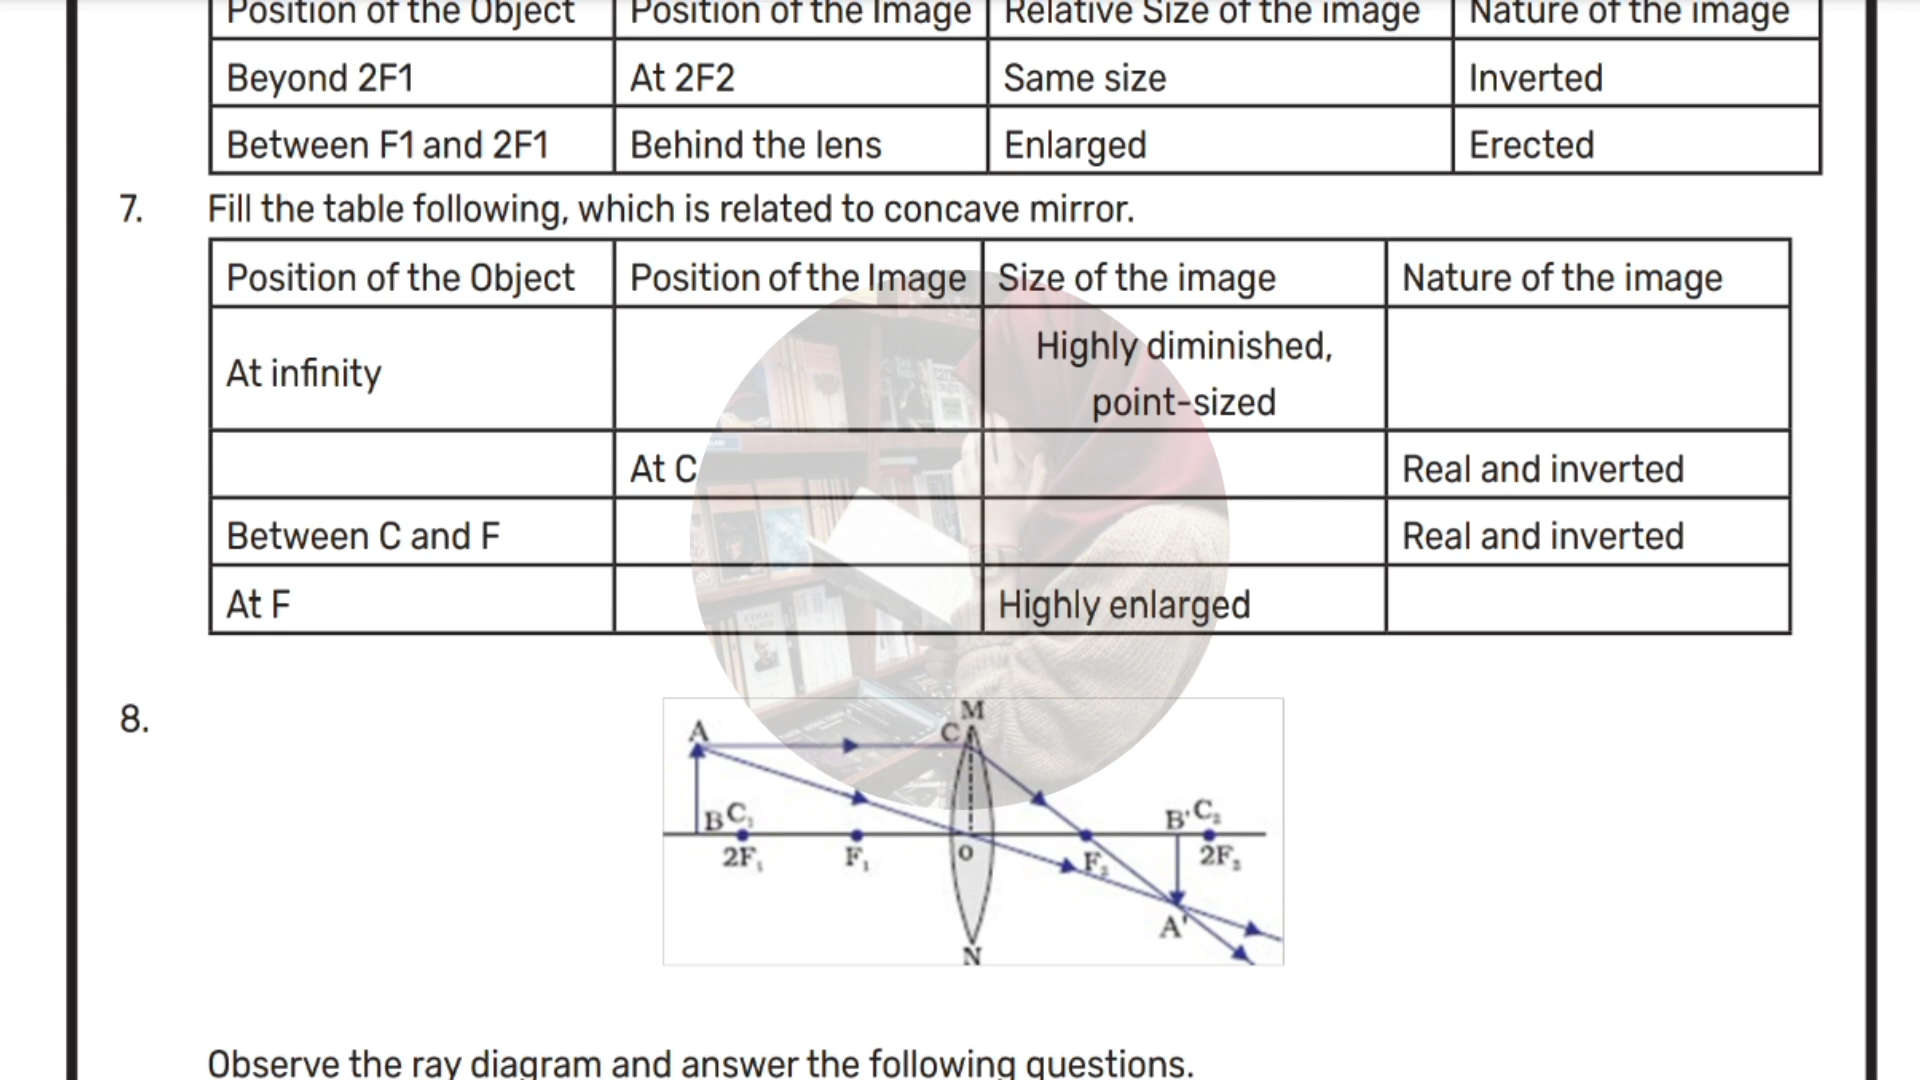 Position of the Object Position of the Image Relative Size of the image Nature of the image
Beyond 2F1 At 2F2 Same size Inverted
Between F1 and 2F1 Behind the lens Enlarged Erected
7. Fill the table following, which is related to concave mirror.
Position of the Object Position of the Image Size of the image Nature of the image
At infinity Highly diminished, point-sized
At C Real and inverted
Between C and F Real and inverted
At F Highly enlarged
8.
M
A C
B C₁ B' C₂
2F₁ F₁ O F₂ 2F₂
A'
N
Observe the ray diagram and answer the following questions.